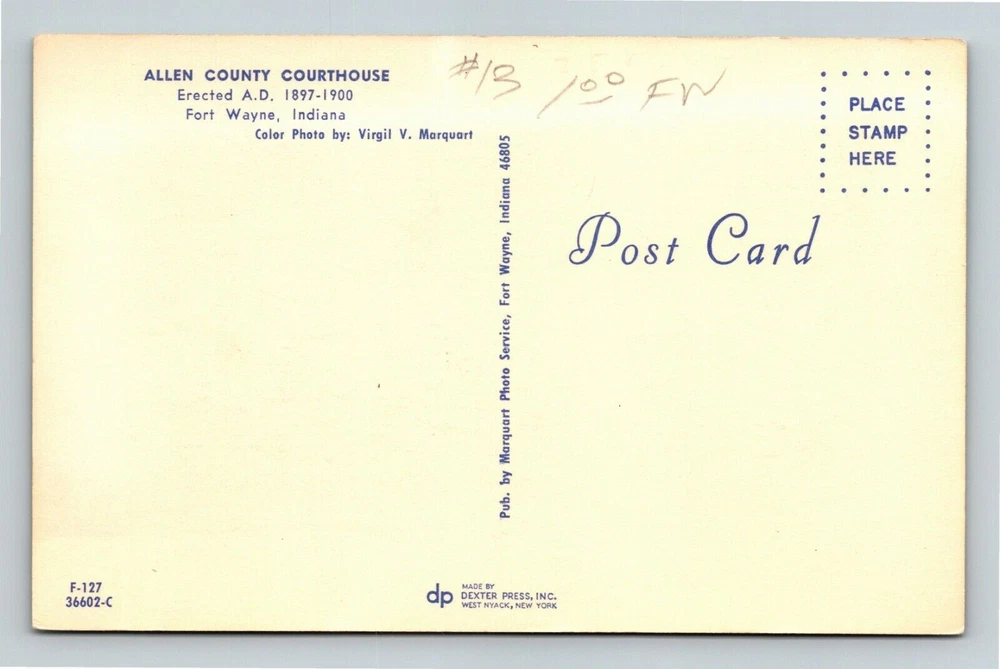 ALLEN COUNTY COURTHOUSE
Erected A.D. 1897-1900
Fort Wayne, Indiana
Color Photo by: Virgil V. Marquart
#13 1 00 FW
PLACE
STAMP
HERE
Post Card
Pub. by Marquart Photo Service, Fort Wayne, Indiana 46805
F-127
36602-C
dp
MADE BY
DEXTER PRESS, INC.
WEST NYACK, NEW YORK